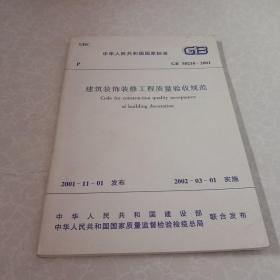 UDC
中华人民共和国国家标准
GB
P
GB 50210-2001
建筑装饰装修工程质量验收规范
Code for construction quality acceptance
of building decoration
2001-11-01 发布
2002-03-01 实施
中华人民共和国建设部
中华人民共和国国家质量监督检验检疫总局
联合发布